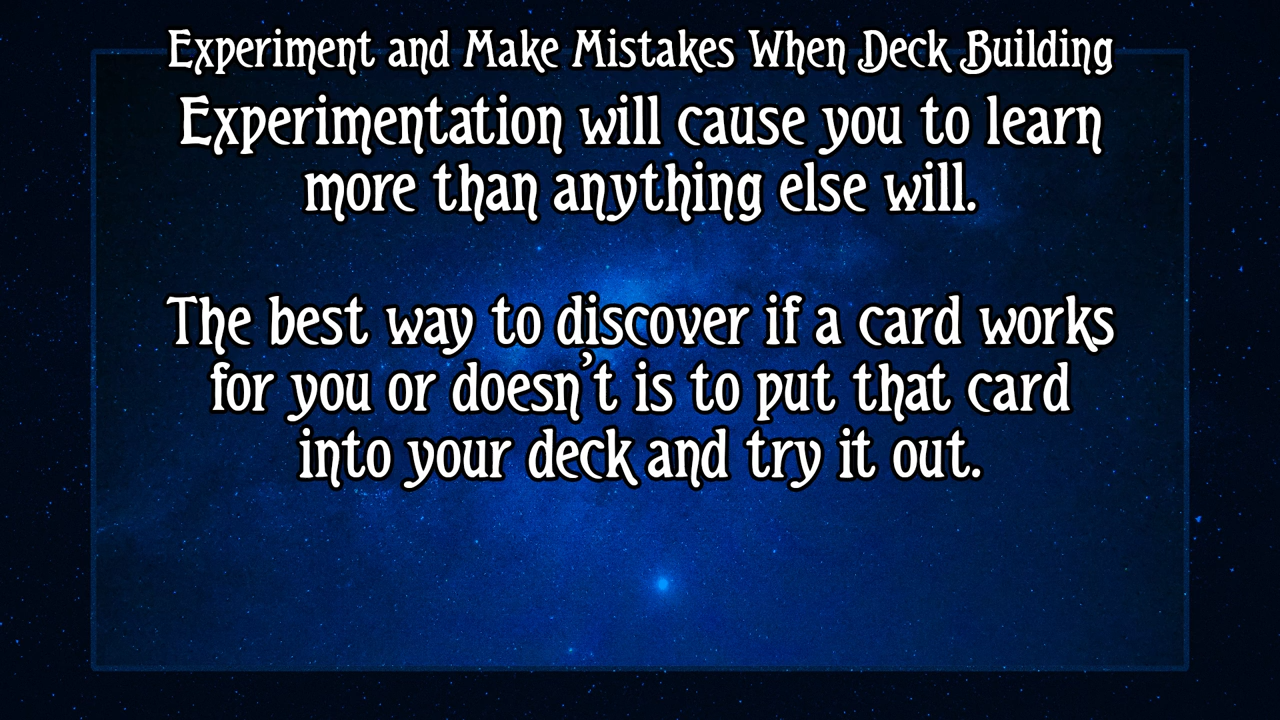 Experiment and Make Mistakes When Deck Building
Experimentation will cause you to learn
more than anything else will.
The best way to discover if a card works
for you or doesn't is to put that card
into your deck and try it out.